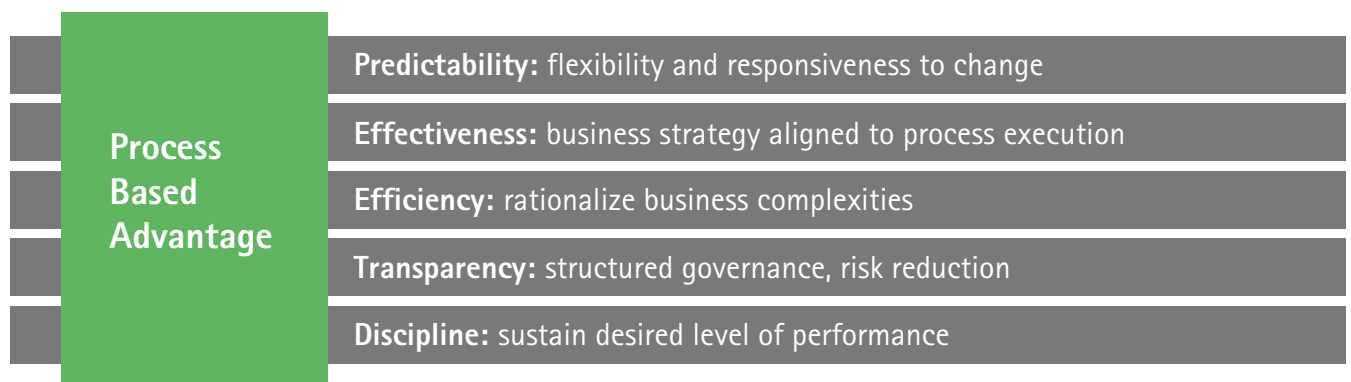 Process
Based
Advantage
Predictability: flexibility and responsiveness to change
Effectiveness: business strategy aligned to process execution
Efficiency: rationalize business complexities
Transparency: structured governance, risk reduction
Discipline: sustain desired level of performance